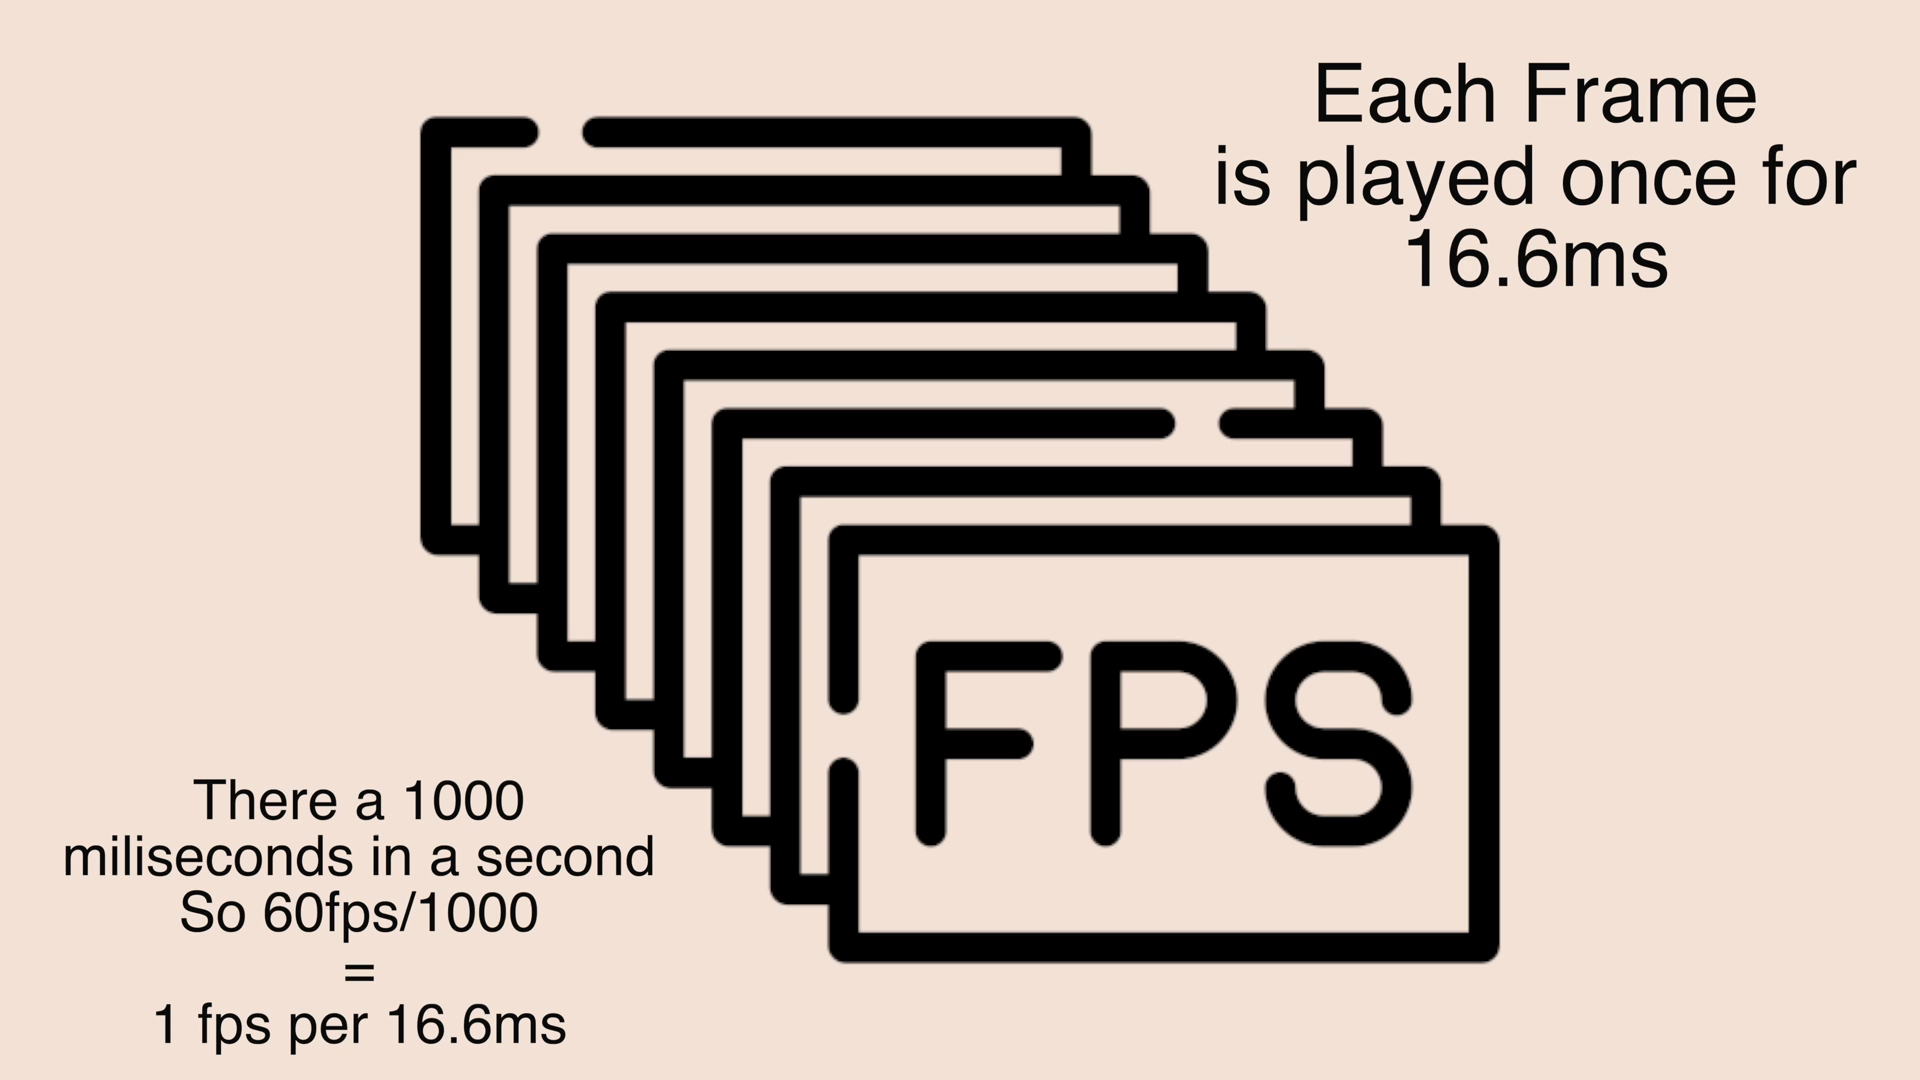 Each Frame
is played once for
16.6ms
FPS
There a 1000
miliseconds in a second
So 60fps/1000
=
1 fps per 16.6ms